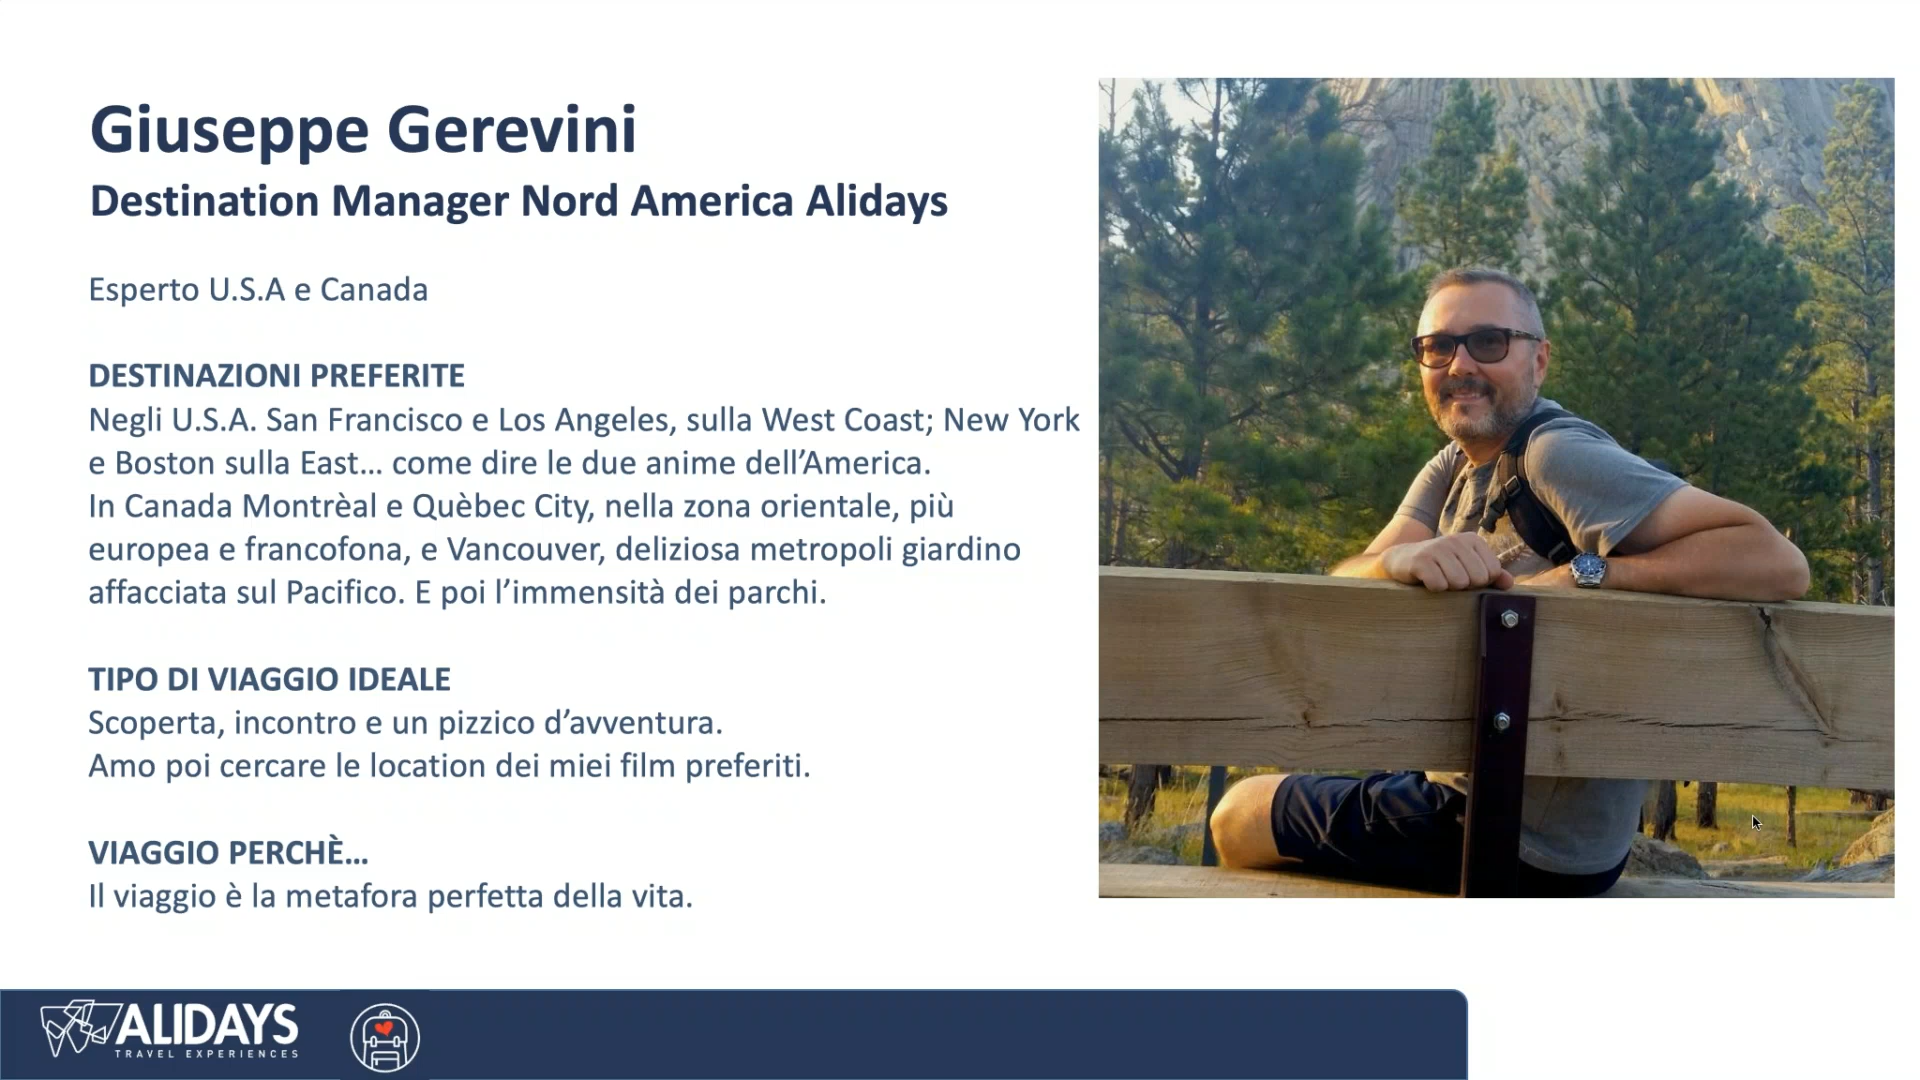 Giuseppe Gerevini
Destination Manager Nord America Alidays
Esperto U.S.A e Canada
DESTINAZIONI PREFERITE
Negli U.S.A. San Francisco e Los Angeles, sulla West Coast; New York
e Boston sulla East… come dire le due anime dell’America.
In Canada Montrèal e Quèbec City, nella zona orientale, più
europea e francofona, e Vancouver, deliziosa metropoli giardino
affacciata sul Pacifico. E poi l’immensità dei parchi.
TIPO DI VIAGGIO IDEALE
Scoperta, incontro e un pizzico d’avventura.
Amo poi cercare le location dei miei film preferiti.
VIAGGIO PERCHÈ…
Il viaggio è la metafora perfetta della vita.
ALIDAYS
TRAVEL EXPERIENCES